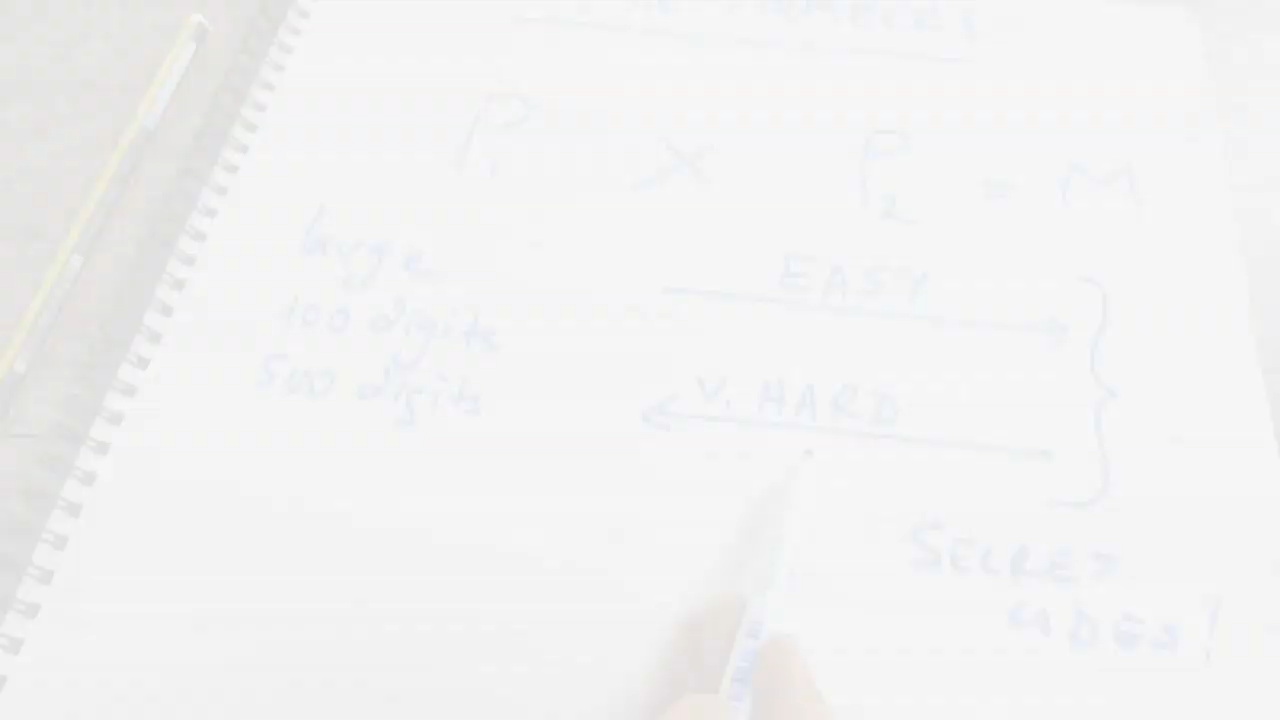 P₁ × P₂ = M
large
100 digits
500 digits
EASY
V. HARD
SECRET
CODES!